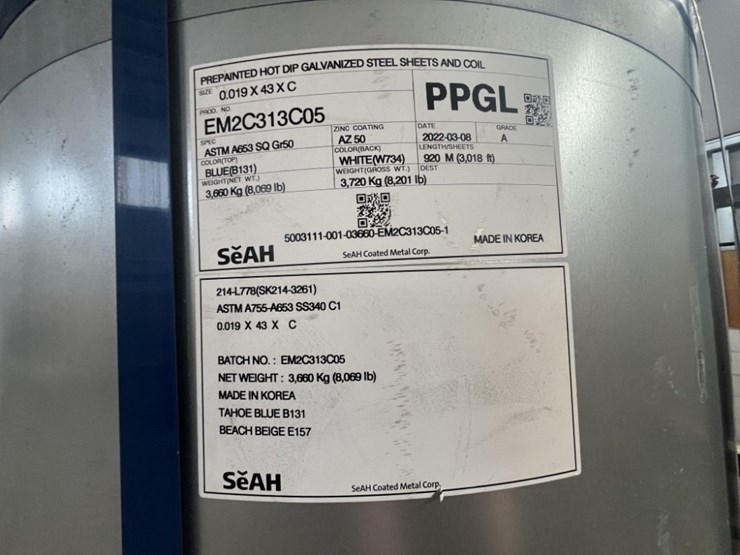 PREPAINTED HOT DIP GALVANIZED STEEL SHEETS AND COIL
SIZE 0.019 X 43 X C
PPGL
PROD. NO.
EM2C313C05
SPEC
ASTM A653 SQ Gr50
ZINC COATING
AZ 50
DATE
2022-03-08
GRADE
A
COLOR(TOP)
BLUE(B131)
COLOR(BACK)
WHITE(W734)
LENGTH/SHEETS
920 M (3,018 ft)
WEIGHT(NET WT.)
3,660 Kg (8,069 lb)
WEIGHT(GROSS WT.)
3,720 Kg (8,201 lb)
DEST
5003111-001-03660-EM2C313C05-1
MADE IN KOREA
SeAH
SeAH Coated Metal Corp.
214-L778(SK214-3261)
ASTM A755-A653 SS340 C1
0.019 X 43 X C
BATCH NO. : EM2C313C05
NET WEIGHT : 3,660 Kg (8,069 lb)
MADE IN KOREA
TAHOE BLUE B131
BEACH BEIGE E157
SeAH
SeAH Coated Metal Corp.